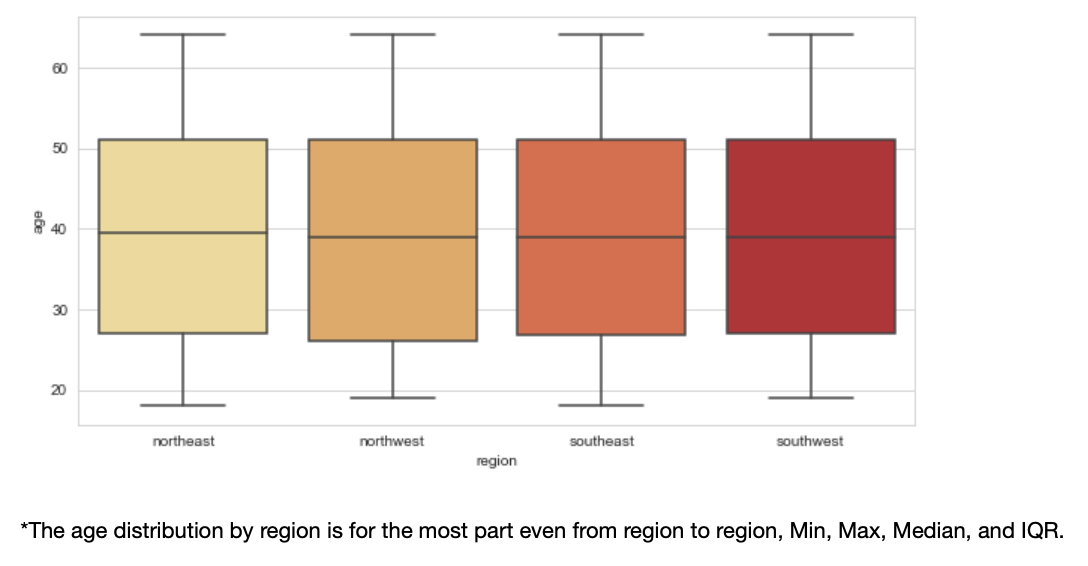 60
50
40
30
20
age
northeast northwest southeast southwest
region
*The age distribution by region is for the most part even from region to region, Min, Max, Median, and IQR.